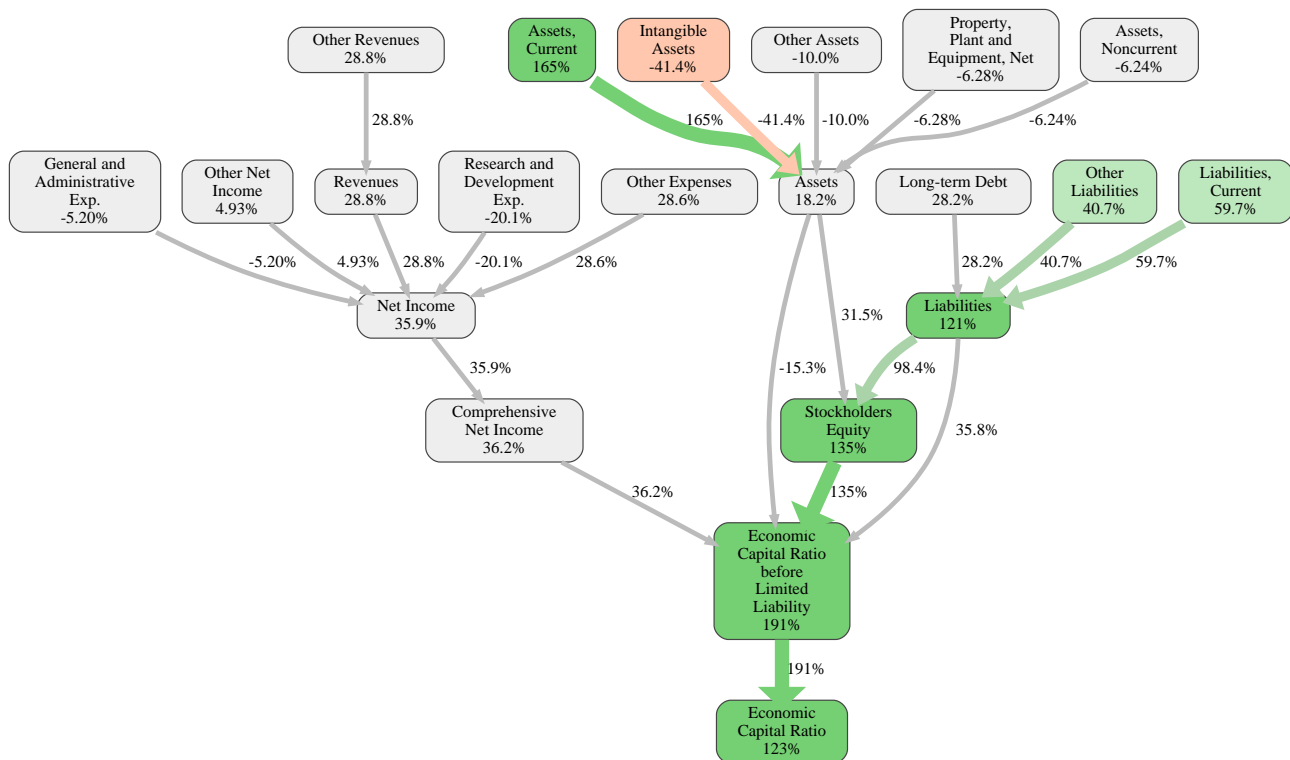 Other Revenues
28.8%
Assets,
Current
165%
Intangible
Assets
-41.4%
Other Assets
-10.0%
Property,
Plant and
Equipment, Net
-6.28%
Assets,
Noncurrent
-6.24%
28.8%
165%
-41.4%
-10.0%
-6.28%
-6.24%
General and
Administrative
Exp.
-5.20%
Other Net
Income
4.93%
Revenues
28.8%
Research and
Development
Exp.
-20.1%
Other Expenses
28.6%
Assets
18.2%
Long-term Debt
28.2%
Other
Liabilities
40.7%
Liabilities,
Current
59.7%
-5.20%
4.93%
28.8%
-20.1%
28.6%
28.2%
40.7%
59.7%
Net Income
35.9%
31.5%
Liabilities
121%
35.9%
-15.3%
98.4%
Comprehensive
Net Income
36.2%
Stockholders
Equity
135%
35.8%
36.2%
135%
Economic
Capital Ratio
before
Limited
Liability
191%
191%
Economic
Capital Ratio
123%